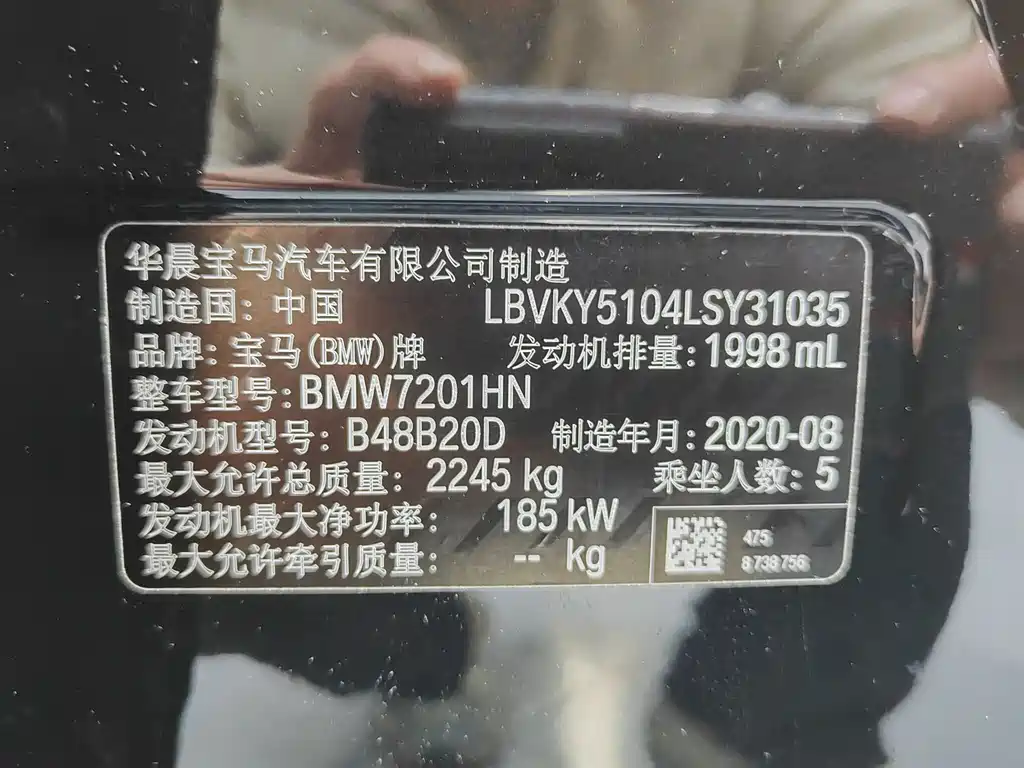 华晨宝马汽车有限公司制造
制造国: 中国 LBVKY5104LSY31035
品牌: 宝马(BMW)牌 发动机排量: 1998 mL
整车型号: BMW7201HN
发动机型号: B48B20D 制造年月: 2020-08
最大允许总质量: 2245 kg 乘坐人数: 5
发动机最大净功率: 185 kW
最大允许牵引质量: -- kg
475
8 738 756